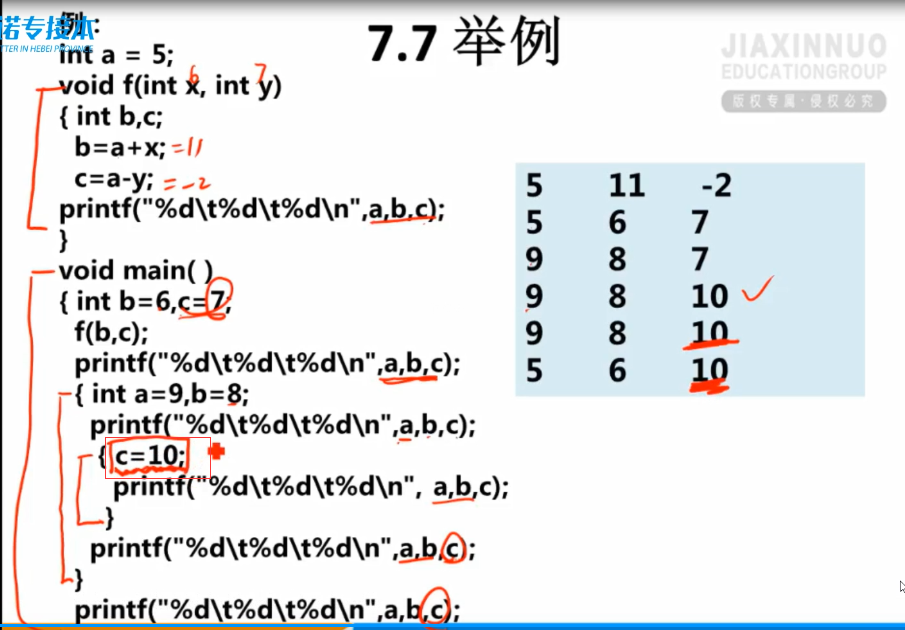 诺专接本
TTER IN HEBEI PROVINCE
例：
7.7 举例
JIAXINNUO
EDUCATIONGROUP
版权专属·侵权必究
int a = 5;
6 7
void f(int x, int y)
{ int b,c;
b=a+x; =11
c=a-y; =-2
printf("%d\t%d\t%d\n",a,b,c);
}
void main( )
{ int b=6,c=7;
f(b,c);
printf("%d\t%d\t%d\n",a,b,c);
{ int a=9,b=8;
printf("%d\t%d\t%d\n",a,b,c);
{ c=10;
printf("%d\t%d\t%d\n", a,b,c);
}
printf("%d\t%d\t%d\n",a,b,c);
}
printf("%d\t%d\t%d\n",a,b,c);
5 11 -2
5 6 7
9 8 7
9 8 10
9 8 10
5 6 10